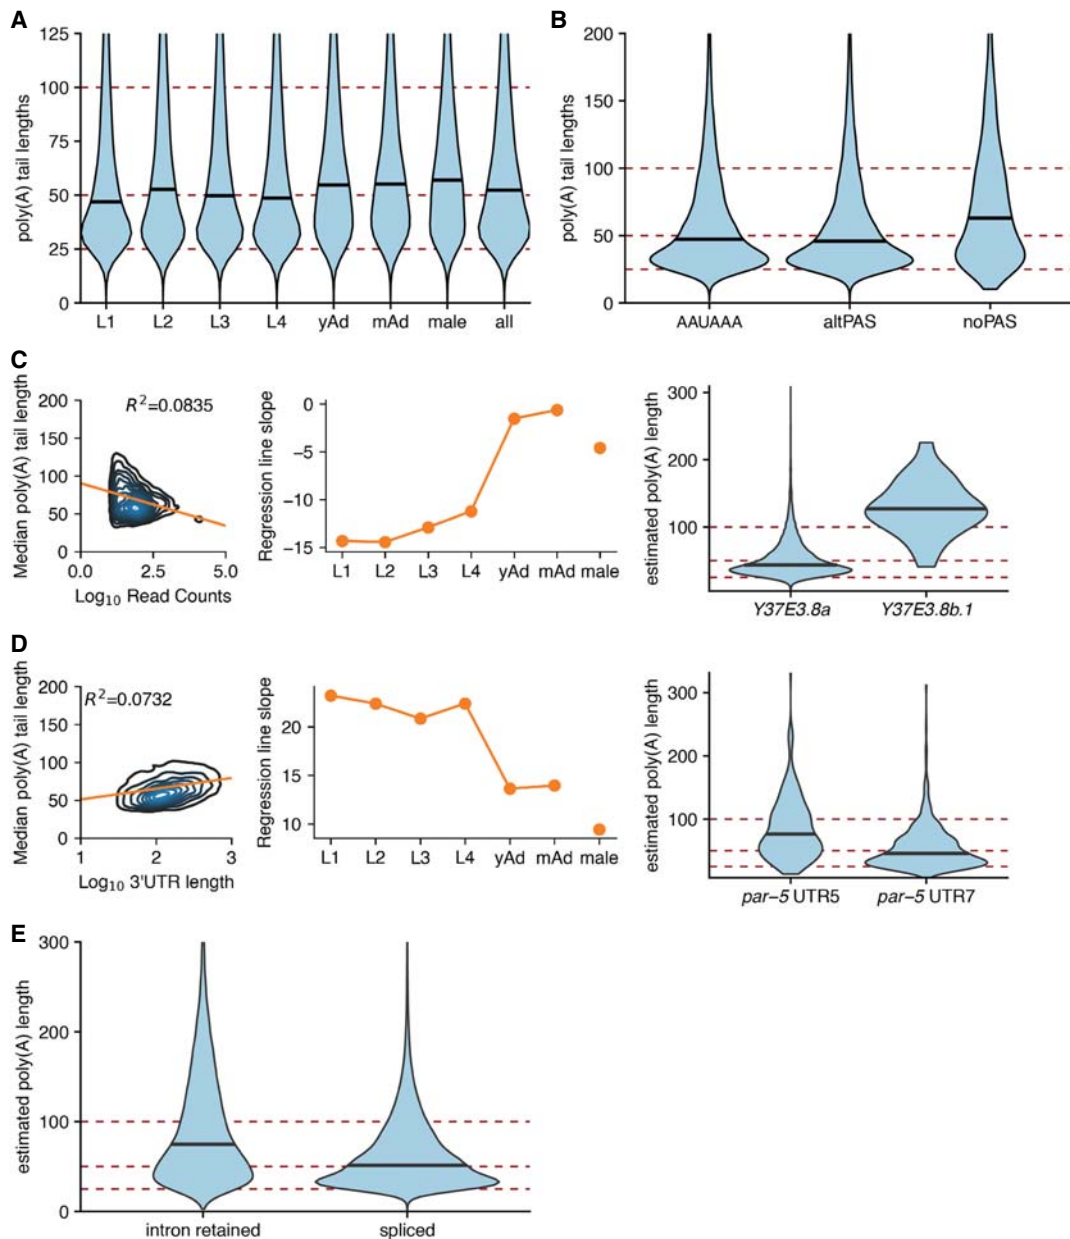 A
poly(A) tail lengths
125
100
75
50
25
0
L1 L2 L3 L4 yAd mAd male all
B
poly(A) tail lengths
200
150
100
50
0
AAUAAA altPAS noPAS
C
Median poly(A) tail length
200
150
100
50
0
R²=0.0835
0 2.5 5.0
Log₁₀ Read Counts
Regression line slope
0
−5
−10
−15
L1 L2 L3 L4 yAd mAd male
estimated poly(A) length
300
200
100
Y37E3.8a Y37E3.8b.1
D
Median poly(A) tail length
200
150
100
50
0
R²=0.0732
1 2 3
Log₁₀ 3'UTR length
Regression line slope
20
15
10
L1 L2 L3 L4 yAd mAd male
estimated poly(A) length
300
200
100
par−5 UTR5 par−5 UTR7
E
estimated poly(A) length
300
200
100
0
intron retained spliced